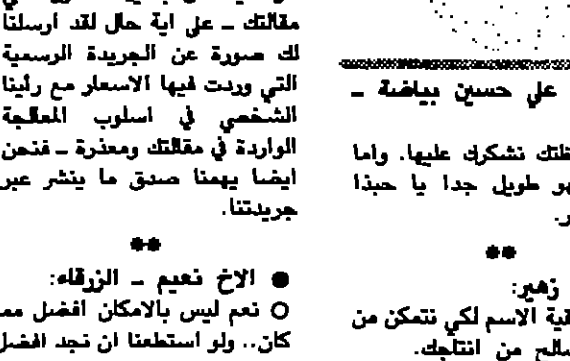 علي حسين بياضة ـ
نشكرك عليها. واما
هو طويل جدا يا حبذا
**
زهير:
الاسم لكي نتمكن من
من انتاجك.
مقالتك ـ على اية حال لقد ارسلنا
لك صورة عن الجريدة الرسمية
التي وردت فيها الاسعار مع رأينا
الشخصي في اسلوب المعالجة
الواردة في مقالتك ومعذرة ـ فنحن
ايضا يهمنا صدق ما ينشر عبر
جريدتنا.
**
● الاخ نعيم ـ الزرقاء:
○ نعم ليس بالامكان افضل مما
كان.. ولو استطعنا ان نجد افضل